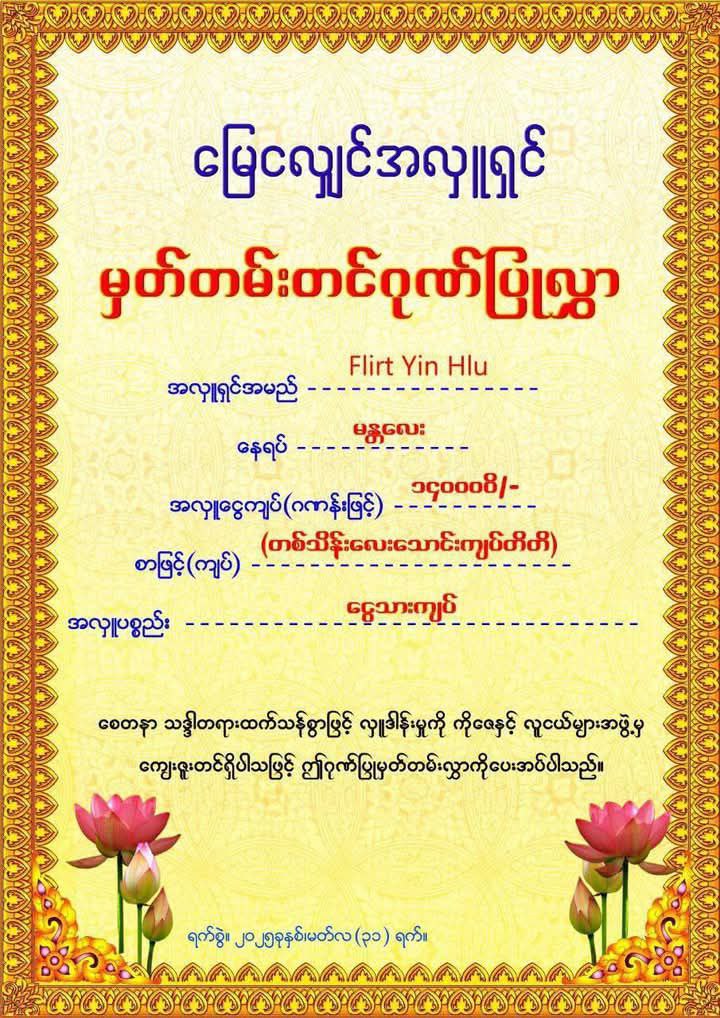 မြေငလျှင်အလှူရှင်
မှတ်တမ်းတင်ဂုဏ်ပြုလွှာ
အလှူရှင်အမည် Flirt Yin Hlu
နေရပ် မန္တလေး
အလှူငွေကျပ်(ဂဏန်းဖြင့်) ၁၄၀၀၀၀ိ/-
စာဖြင့်(ကျပ်) (တစ်သိန်းလေးသောင်းကျပ်တိတိ)
အလှူပစ္စည်း ငွေသားကျပ်
စေတနာ သဒ္ဒါတရားထက်သန်စွာဖြင့် လှူဒါန်းမှုကို ကိုဇေနှင့် လူငယ်များအဖွဲ့မှ
ကျေးဇူးတင်ရှိပါသဖြင့် ဤဂုဏ်ပြုမှတ်တမ်းလွှာကိုပေးအပ်ပါသည်။
ရက်စွဲ။ ၂၀၂၅ခုနှစ်၊မတ်လ(၃၁) ရက်။